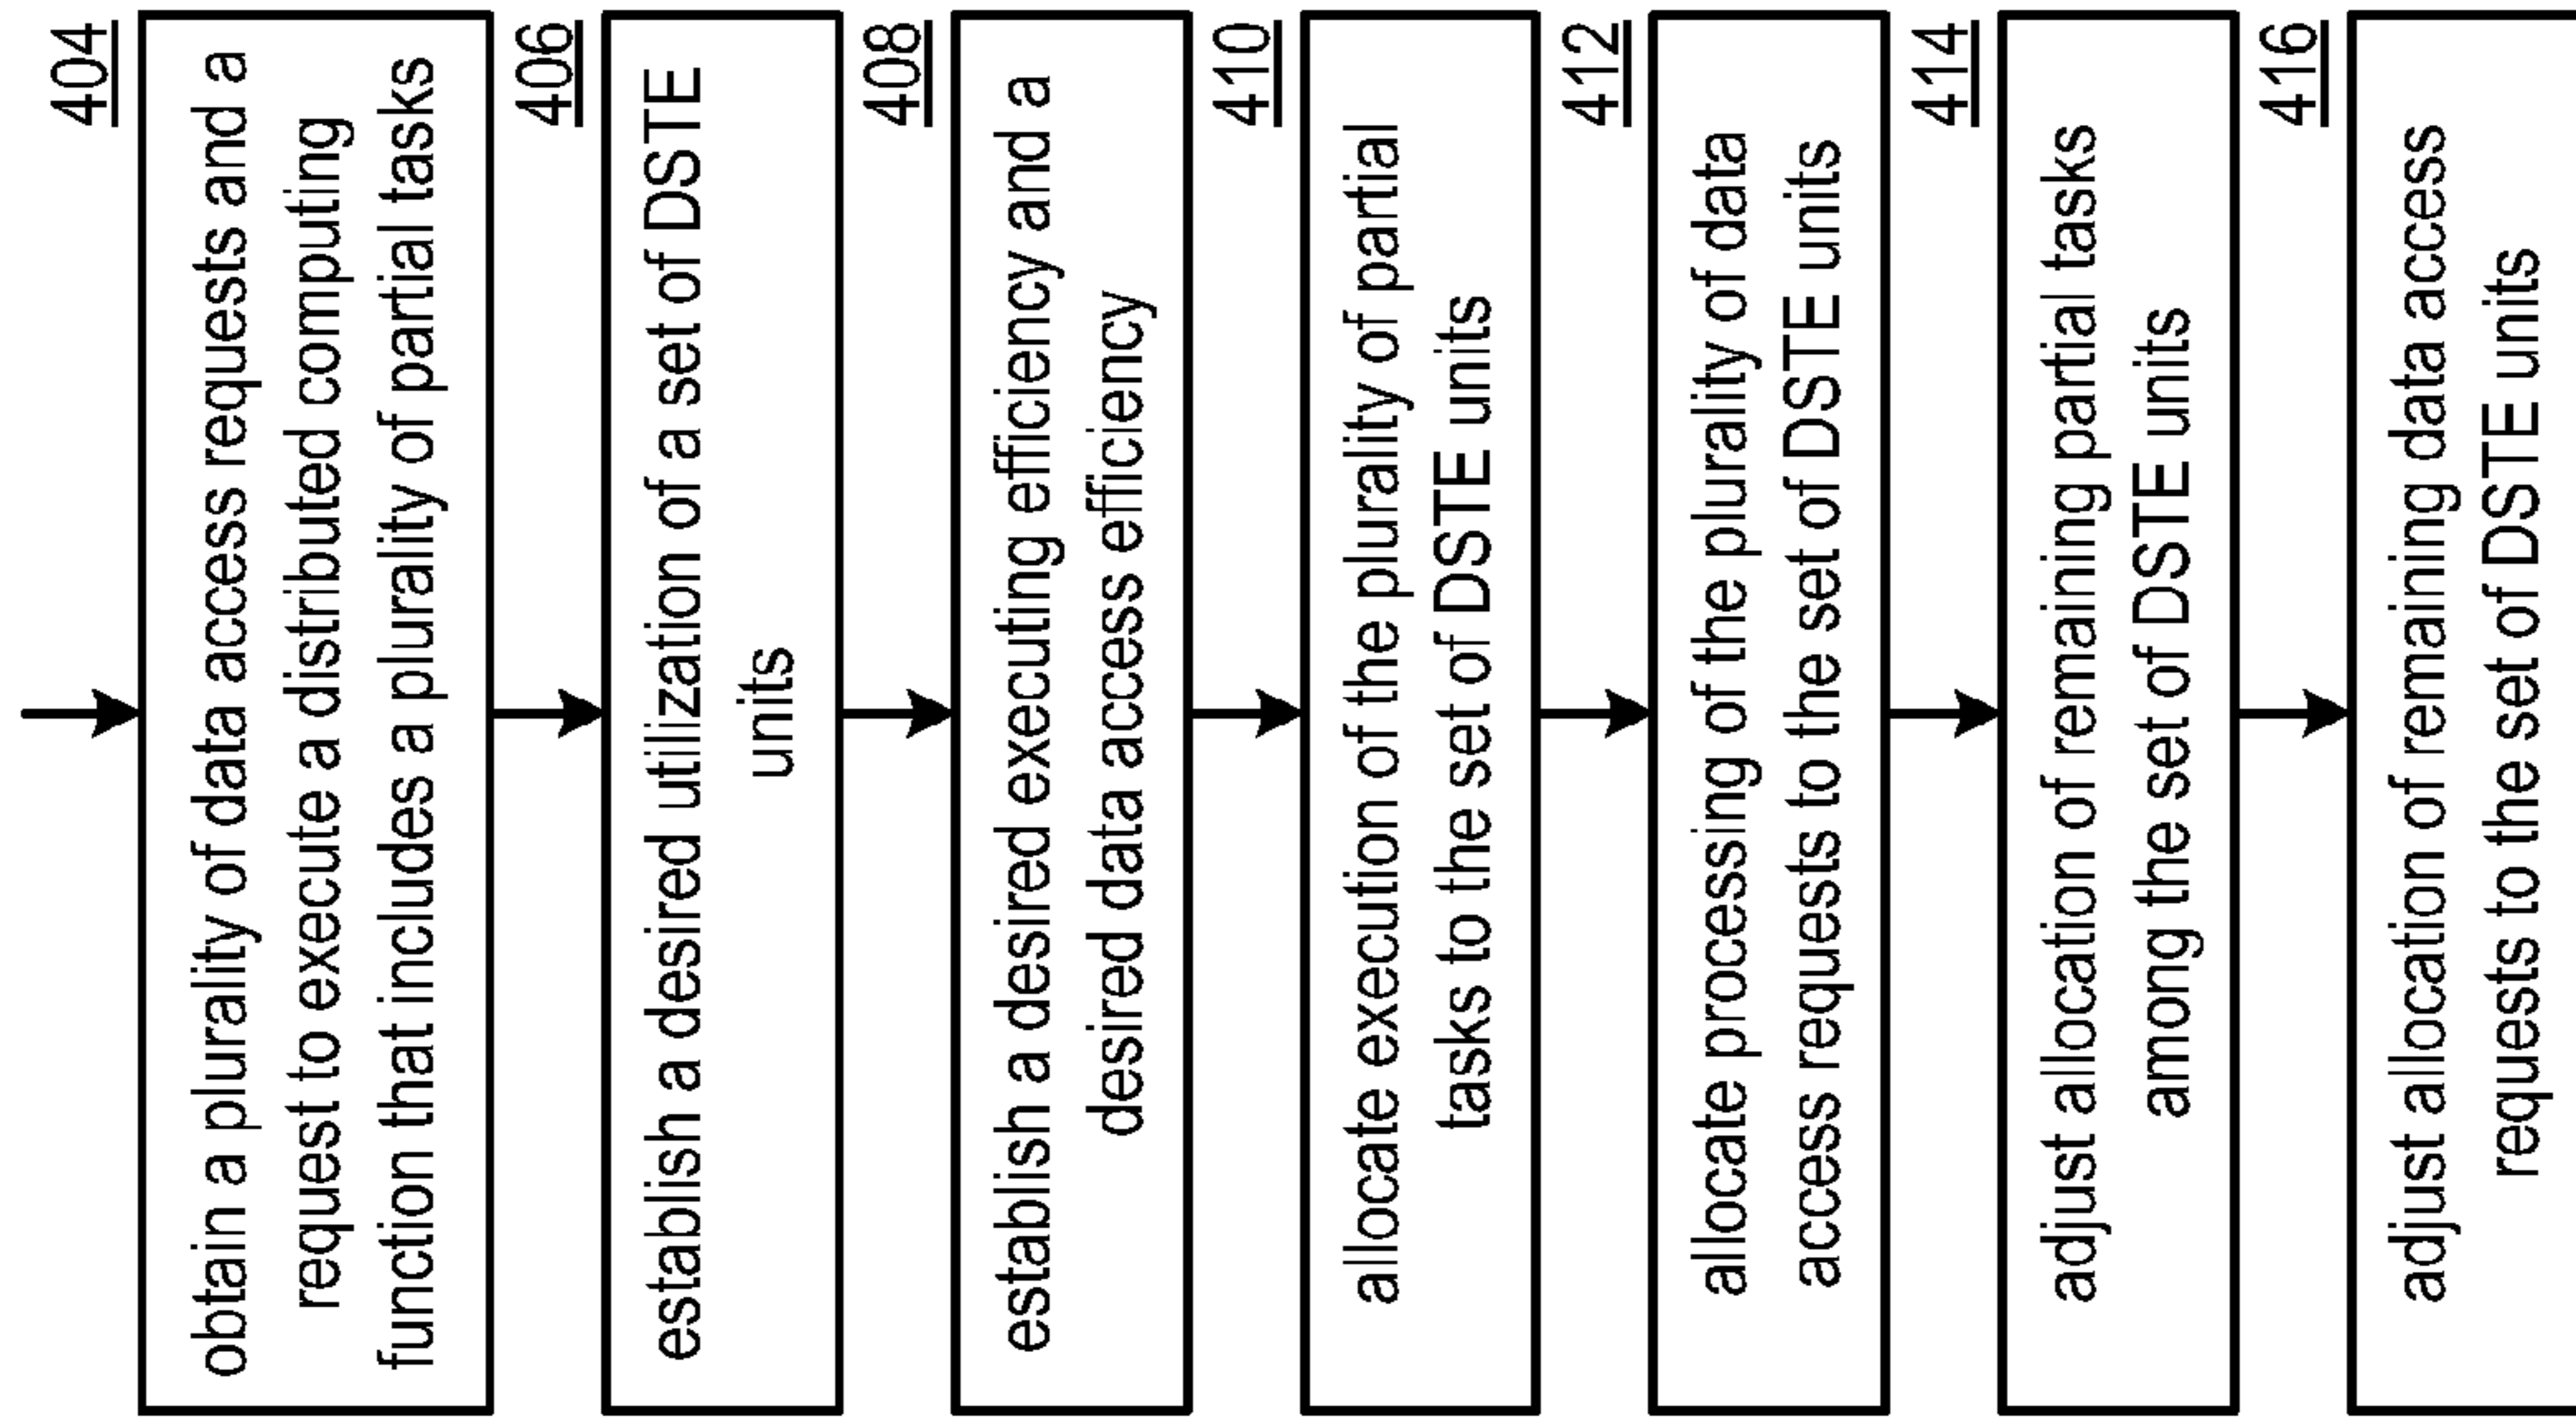 404
obtain a plurality of data access requests and a
request to execute a distributed computing
function that includes a plurality of partial tasks
406
establish a desired utilization of a set of DSTE
units
408
establish a desired executing efficiency and a
desired data access efficiency
410
allocate execution of the plurality of partial
tasks to the set of DSTE units
412
allocate processing of the plurality of data
access requests to the set of DSTE units
414
adjust allocation of remaining partial tasks
among the set of DSTE units
416
adjust allocation of remaining data access
requests to the set of DSTE units